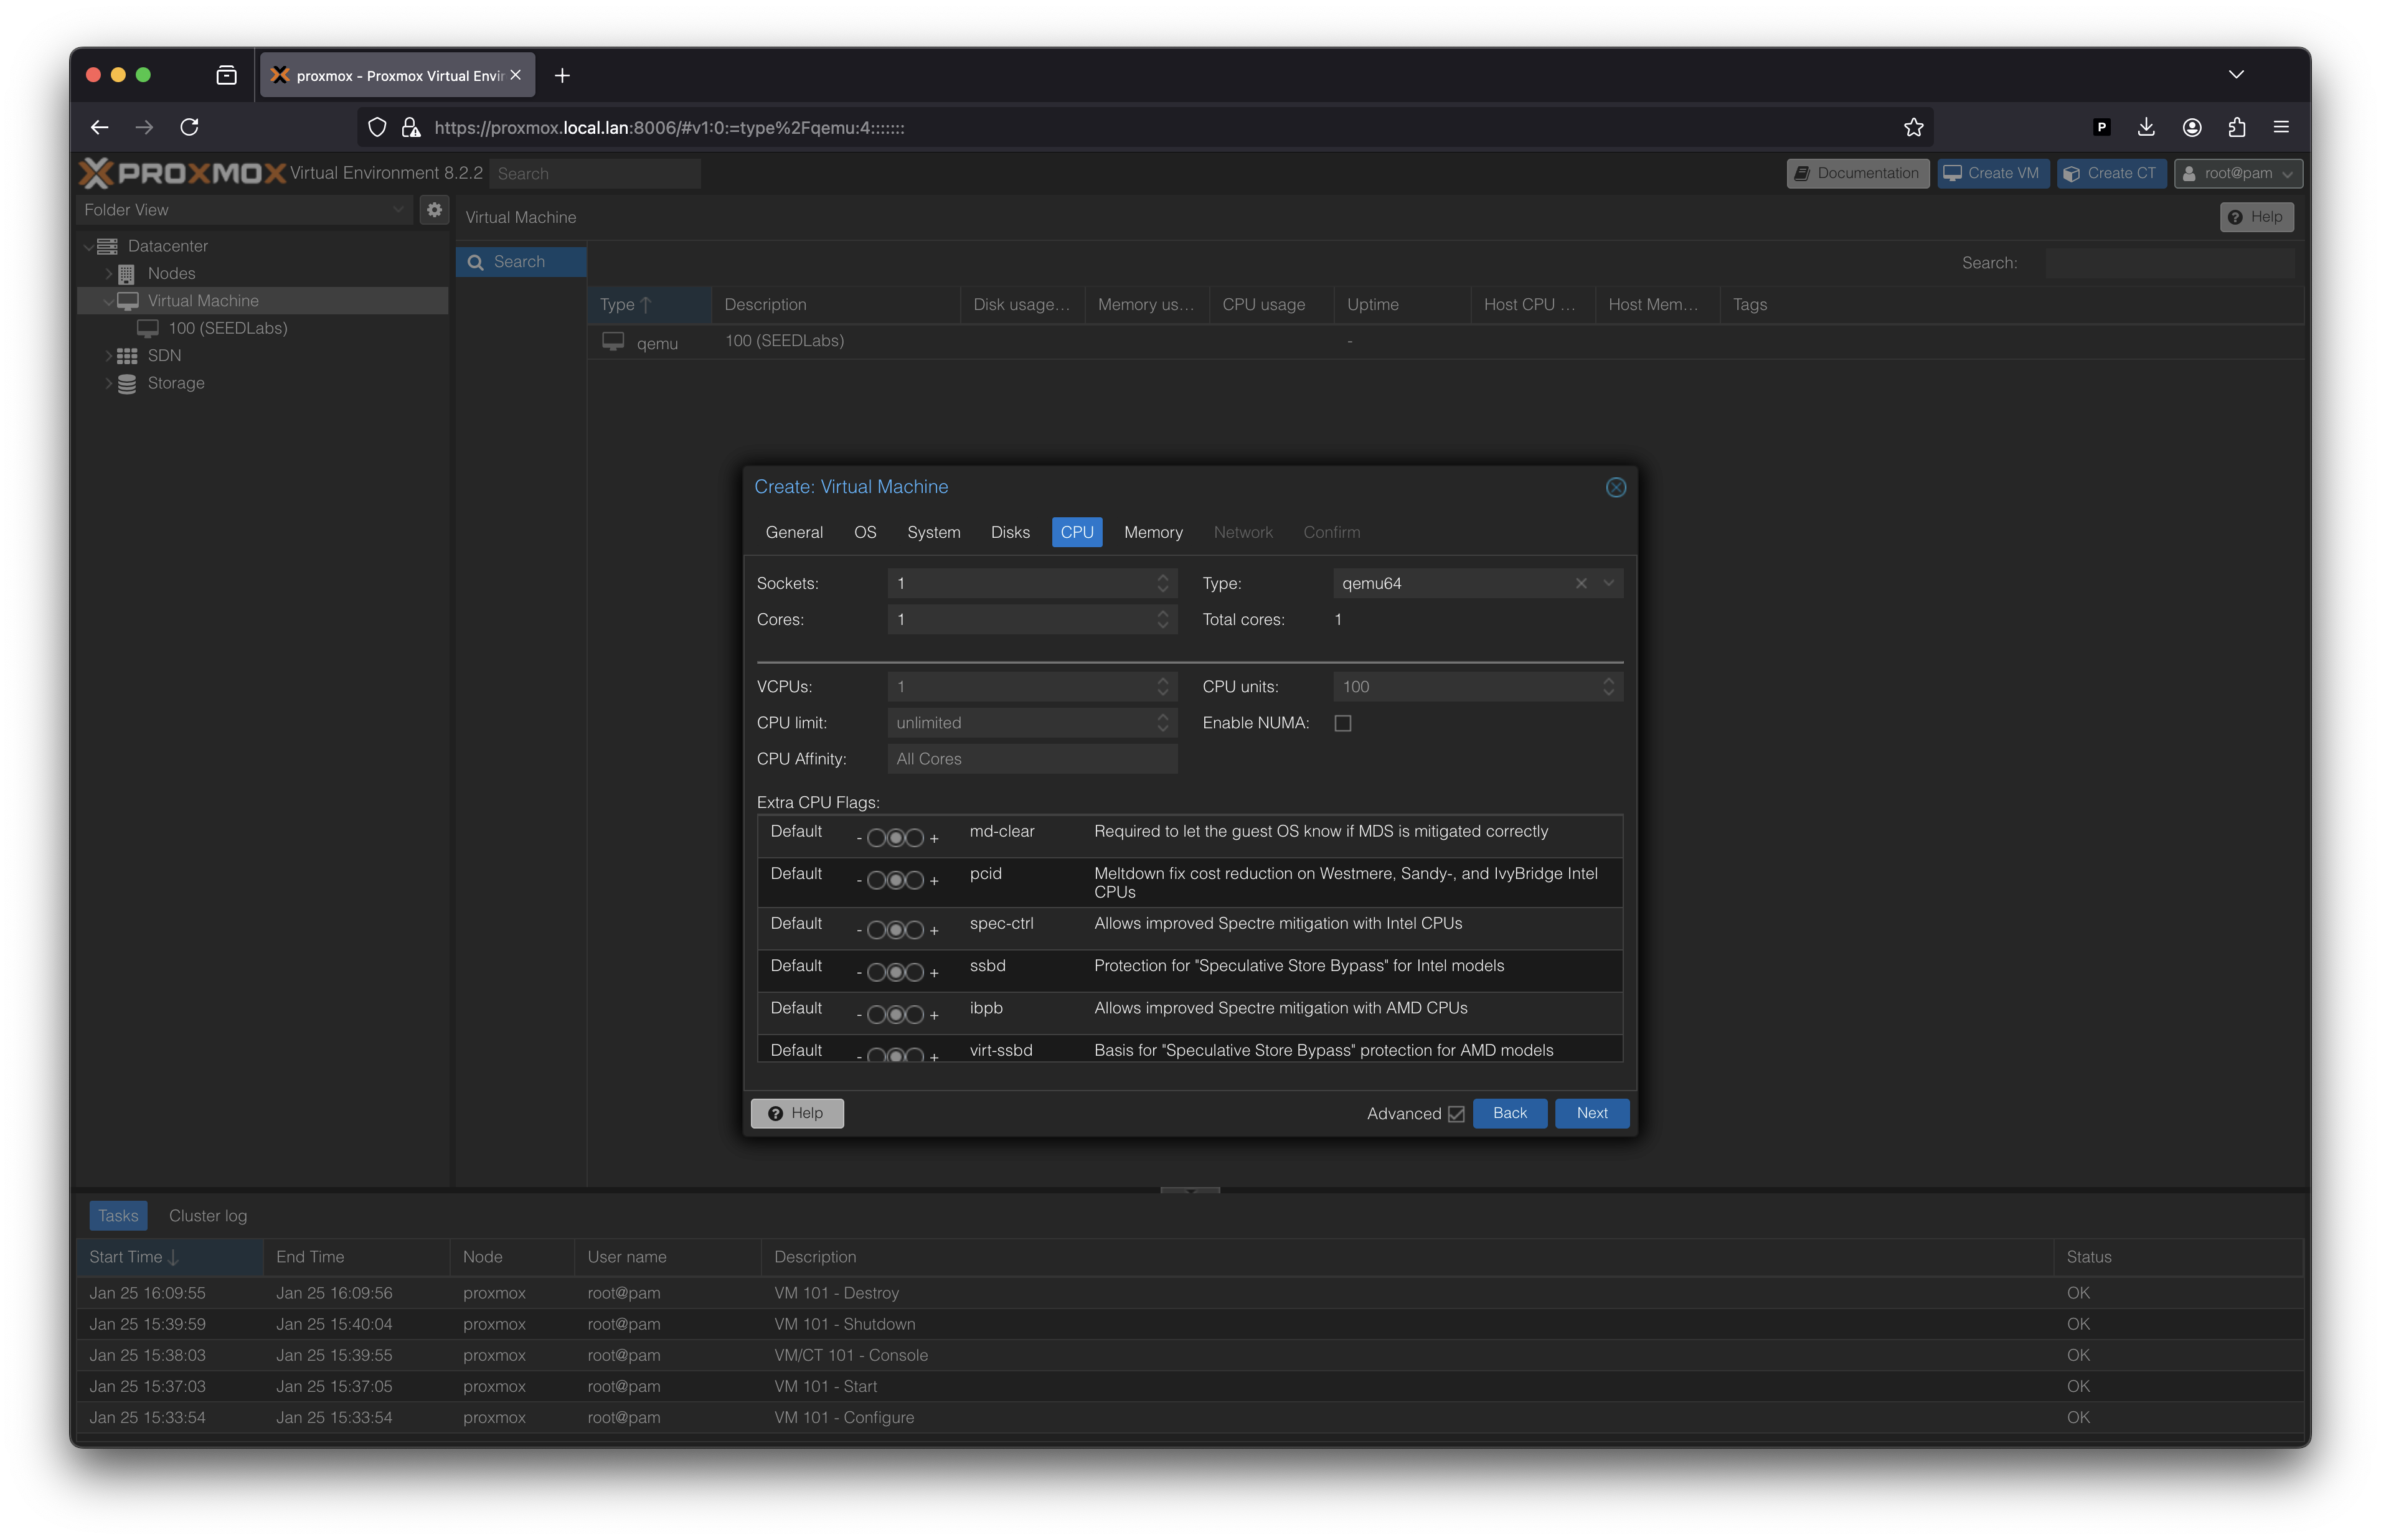 proxmox - Proxmox Virtual Envir
https://proxmox.local.lan:8006/#v1:0:=type%2Fqemu:4:::::::
P
PROXMOX Virtual Environment 8.2.2 Search Documentation Create VM Create CT root@pam
Folder View Virtual Machine Help
Datacenter
Nodes
Virtual Machine
100 (SEEDLabs)
SDN
Storage
Search Search:
Type Description Disk usage... Memory us... CPU usage Uptime Host CPU ... Host Mem... Tags
qemu 100 (SEEDLabs) -
Create: Virtual Machine
General OS System Disks CPU Memory Network Confirm
Sockets: 1 Type: qemu64
Cores: 1 Total cores: 1
VCPUs: 1 CPU units: 100
CPU limit: unlimited Enable NUMA:
CPU Affinity: All Cores
Extra CPU Flags:
Default - + md-clear Required to let the guest OS know if MDS is mitigated correctly
Default - + pcid Meltdown fix cost reduction on Westmere, Sandy-, and IvyBridge Intel
CPUs
Default - + spec-ctrl Allows improved Spectre mitigation with Intel CPUs
Default - + ssbd Protection for "Speculative Store Bypass" for Intel models
Default - + ibpb Allows improved Spectre mitigation with AMD CPUs
Default - + virt-ssbd Basis for "Speculative Store Bypass" protection for AMD models
Help Advanced Back Next
Tasks Cluster log
Start Time End Time Node User name Description Status
Jan 25 16:09:55 Jan 25 16:09:56 proxmox root@pam VM 101 - Destroy OK
Jan 25 15:39:59 Jan 25 15:40:04 proxmox root@pam VM 101 - Shutdown OK
Jan 25 15:38:03 Jan 25 15:39:55 proxmox root@pam VM/CT 101 - Console OK
Jan 25 15:37:03 Jan 25 15:37:05 proxmox root@pam VM 101 - Start OK
Jan 25 15:33:54 Jan 25 15:33:54 proxmox root@pam VM 101 - Configure OK